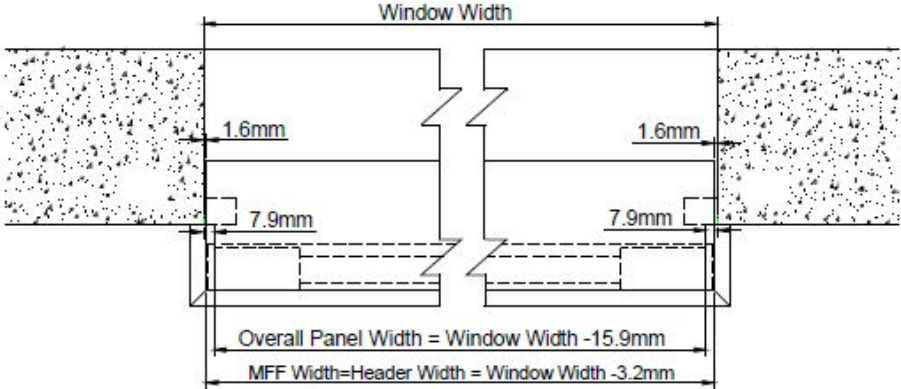 Window Width
1.6mm
1.6mm
7.9mm
7.9mm
Overall Panel Width = Window Width -15.9mm
MFF Width=Header Width = Window Width -3.2mm